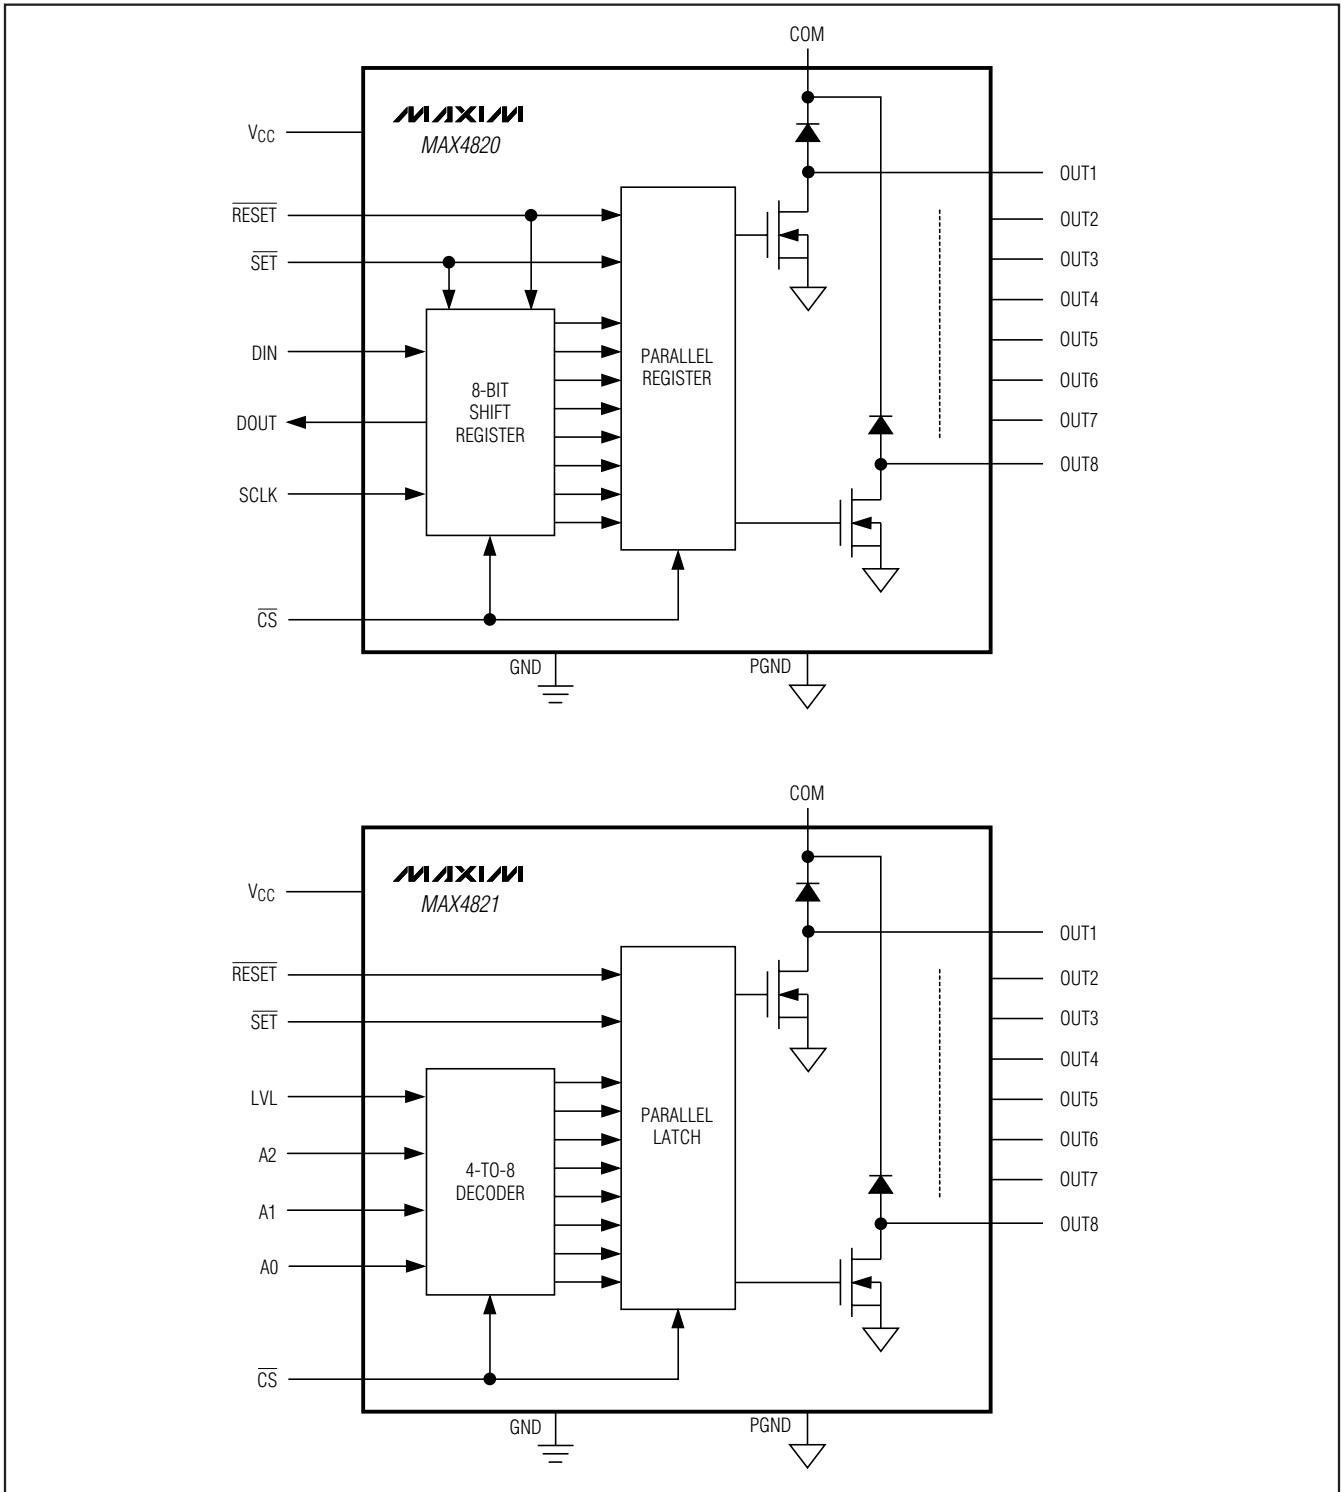 COM
MAXIM
MAX4820
VCC
RESET
SET
DIN
DOUT
SCLK
CS
8-BIT
SHIFT
REGISTER
PARALLEL
REGISTER
OUT1
OUT2
OUT3
OUT4
OUT5
OUT6
OUT7
OUT8
GND
PGND
COM
MAXIM
MAX4821
VCC
RESET
SET
LVL
A2
A1
A0
CS
4-TO-8
DECODER
PARALLEL
LATCH
OUT1
OUT2
OUT3
OUT4
OUT5
OUT6
OUT7
OUT8
GND
PGND